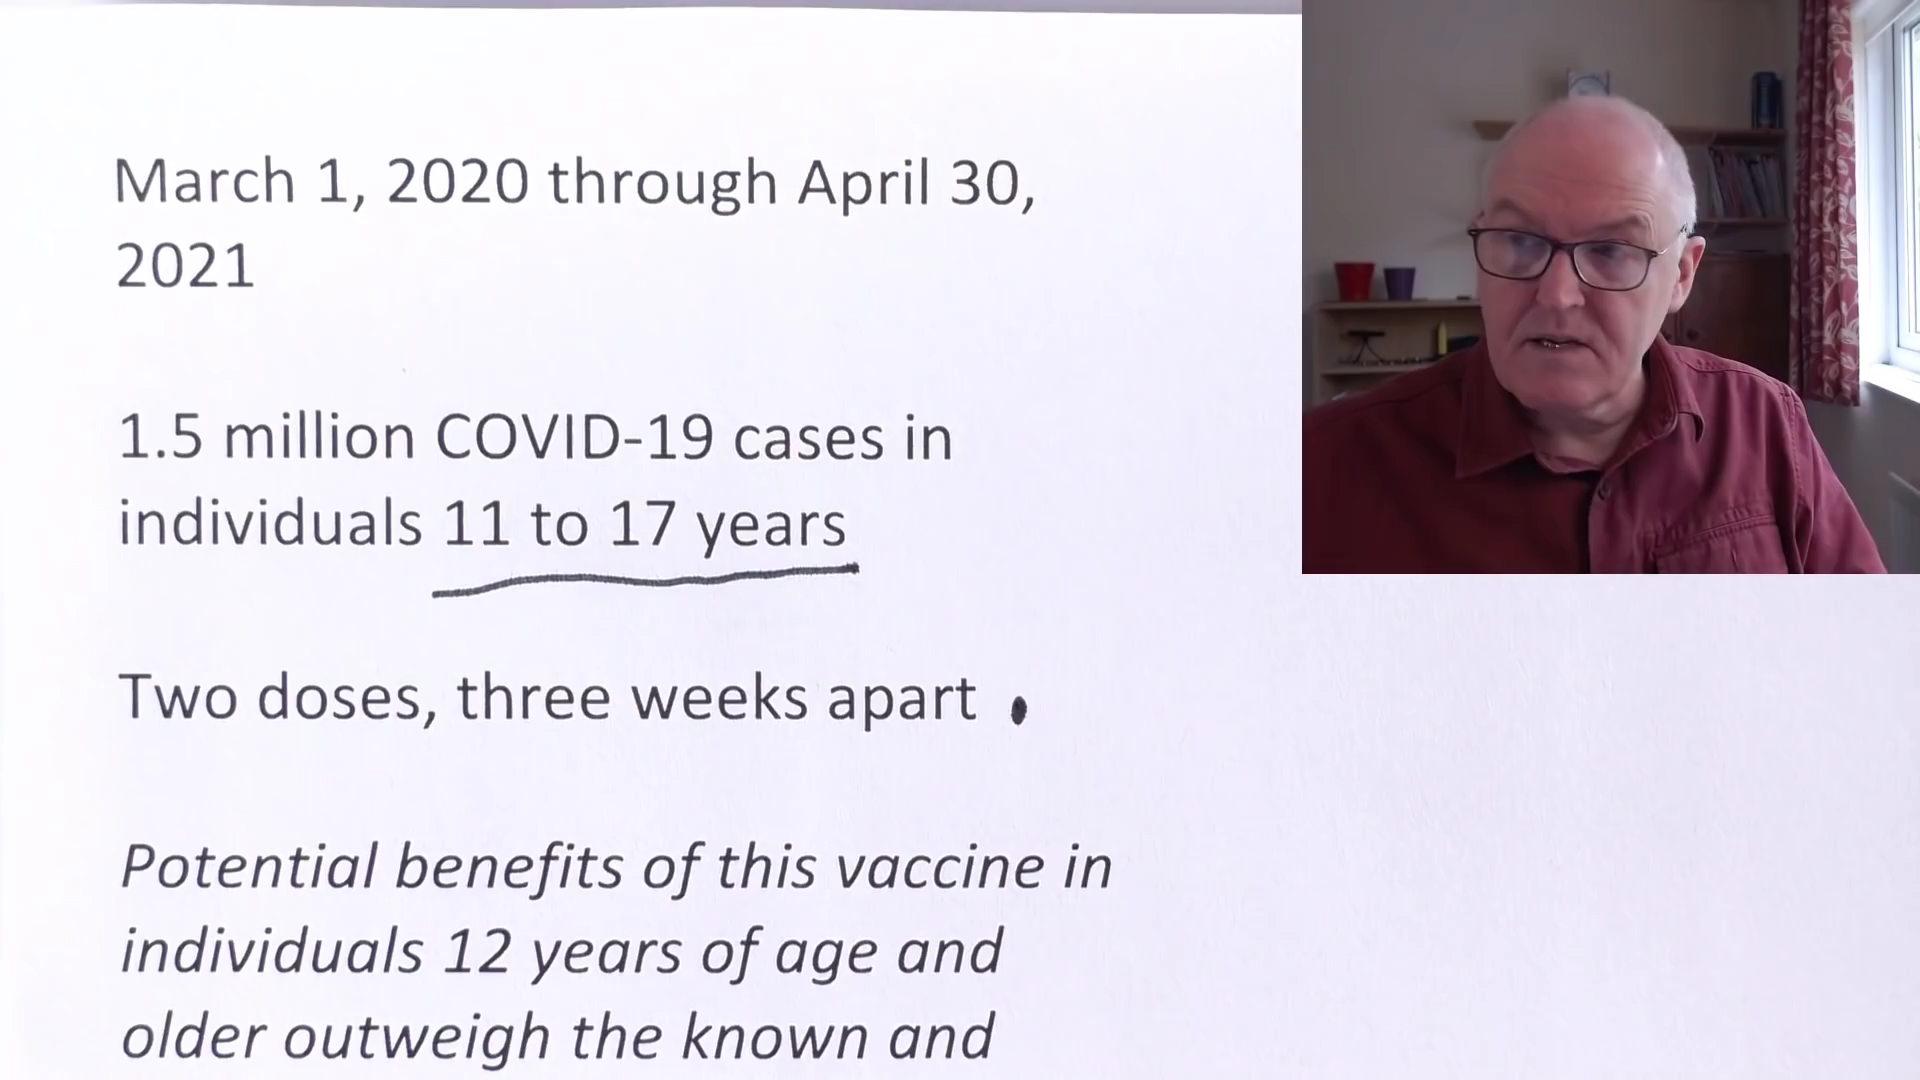 March 1, 2020 through April 30,
2021
1.5 million COVID-19 cases in
individuals 11 to 17 years
Two doses, three weeks apart
Potential benefits of this vaccine in
individuals 12 years of age and
older outweigh the known and